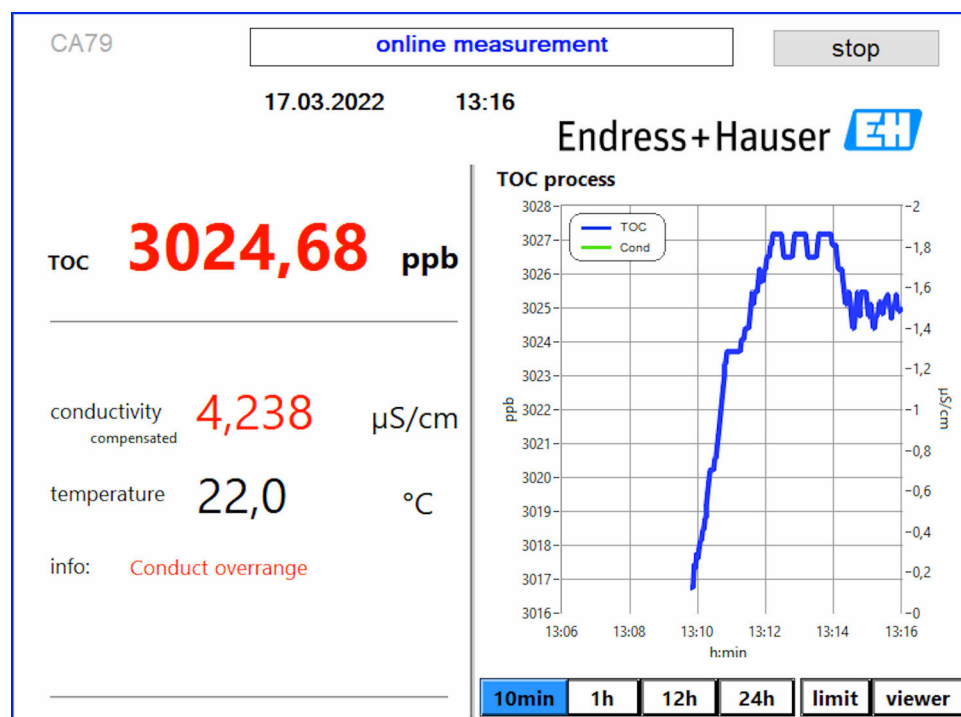 CA79
online measurement
stop
17.03.2022 13:16
Endress+Hauser EH
TOC 3024,68 ppb
conductivity 4,238 µS/cm
compensated
temperature 22,0 °C
info: Conduct overrange
TOC process
TOC
Cond
3028
3027
3026
3025
3024
3023
3022
3021
3020
3019
3018
3017
3016
ppb
2
1,8
1,6
1,4
1,2
1
0,8
0,6
0,4
0,2
0
µS/cm
13:06 13:08 13:10 13:12 13:14 13:16
h:min
10min 1h 12h 24h limit viewer